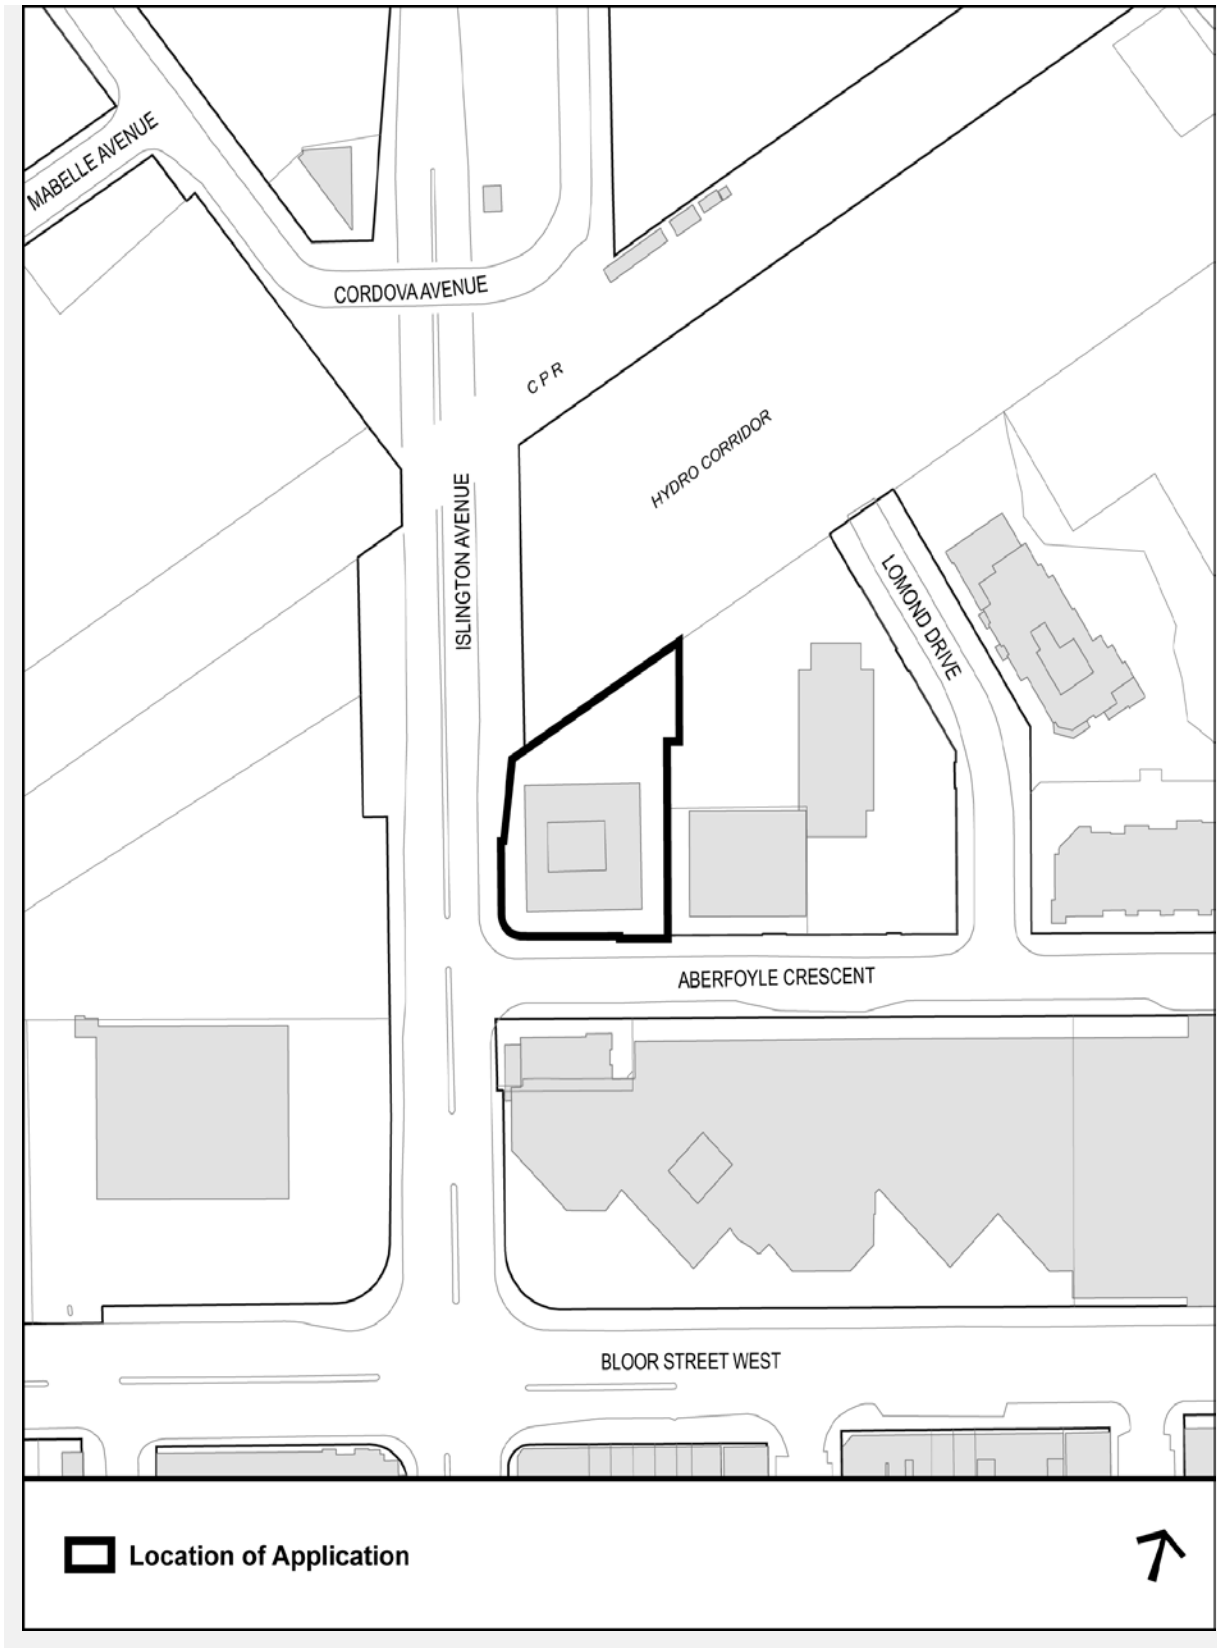 MABELLE AVENUE
CORDOVA AVENUE
CPR
HYDRO CORRIDOR
ISLINGTON AVENUE
LOMOND DRIVE
ABERFOYLE CRESCENT
BLOOR STREET WEST
Location of Application